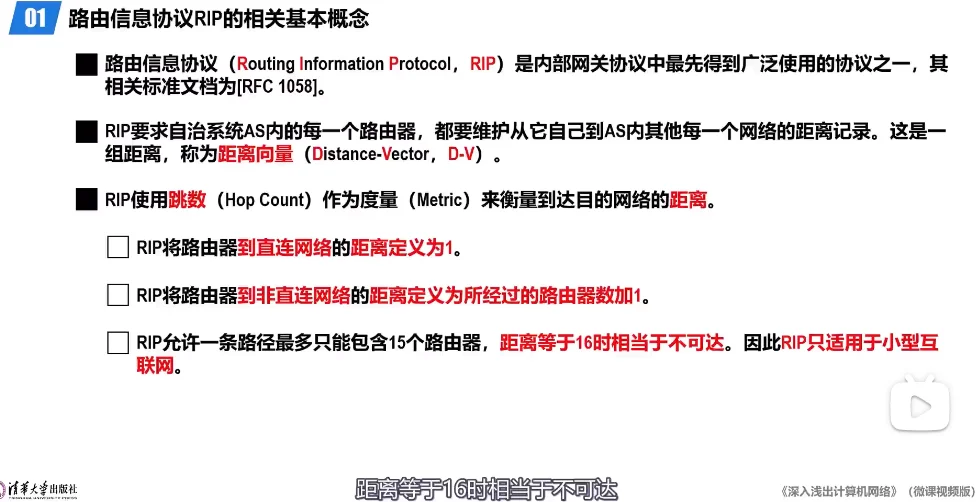 01 路由信息协议RIP的相关基本概念
路由信息协议（Routing Information Protocol，RIP）是内部网关协议中最先得到广泛使用的协议之一，其
相关标准文档为[RFC 1058]。
RIP要求自治系统AS内的每一个路由器，都要维护从它自己到AS内其他每一个网络的距离记录。这是一
组距离，称为距离向量（Distance-Vector，D-V）。
RIP使用跳数（Hop Count）作为度量（Metric）来衡量到达目的网络的距离。
RIP将路由器到直连网络的距离定义为1。
RIP将路由器到非直连网络的距离定义为所经过的路由器数加1。
RIP允许一条路径最多只能包含15个路由器，距离等于16时相当于不可达。因此RIP只适用于小型互
联网。
清华大学出版社
距离等于16时相当于不可达
《深入浅出计算机网络》（微课视频版）